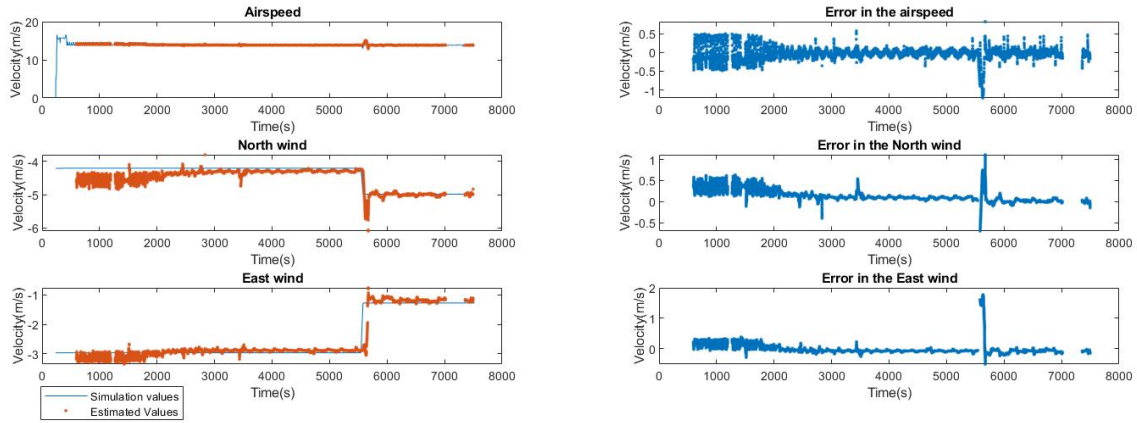 Airspeed
Velocity(m/s)
20
10
0
0 1000 2000 3000 4000 5000 6000 7000 8000
Time(s)
North wind
Velocity(m/s)
-4
-5
-6
0 1000 2000 3000 4000 5000 6000 7000 8000
Time(s)
East wind
Velocity(m/s)
-1
-2
-3
0 1000 2000 3000 4000 5000 6000 7000 8000
Time(s)
Simulation values
Estimated Values
Error in the airspeed
Velocity(m/s)
0.5
0
-0.5
-1
0 1000 2000 3000 4000 5000 6000 7000 8000
Time(s)
Error in the North wind
Velocity(m/s)
1
0.5
0
-0.5
0 1000 2000 3000 4000 5000 6000 7000 8000
Time(s)
Error in the East wind
Velocity(m/s)
2
1
0
0 1000 2000 3000 4000 5000 6000 7000 8000
Time(s)